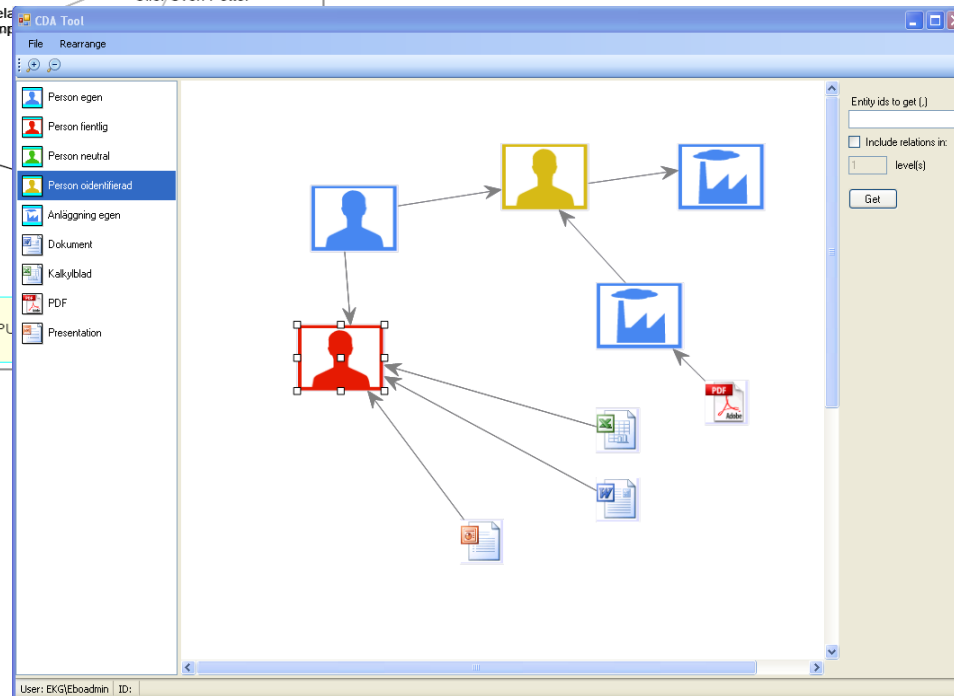 CDA Tool
File Rearrange
Person egen
Person fientlig
Person neutral
Person oidentifierad
Anläggning egen
Dokument
Kalkylblad
PDF
Presentation
PDF
Adobe
Entity ids to get (,)
Include relations in:
1 level(s)
Get
User: EKG\Eboadmin ID: